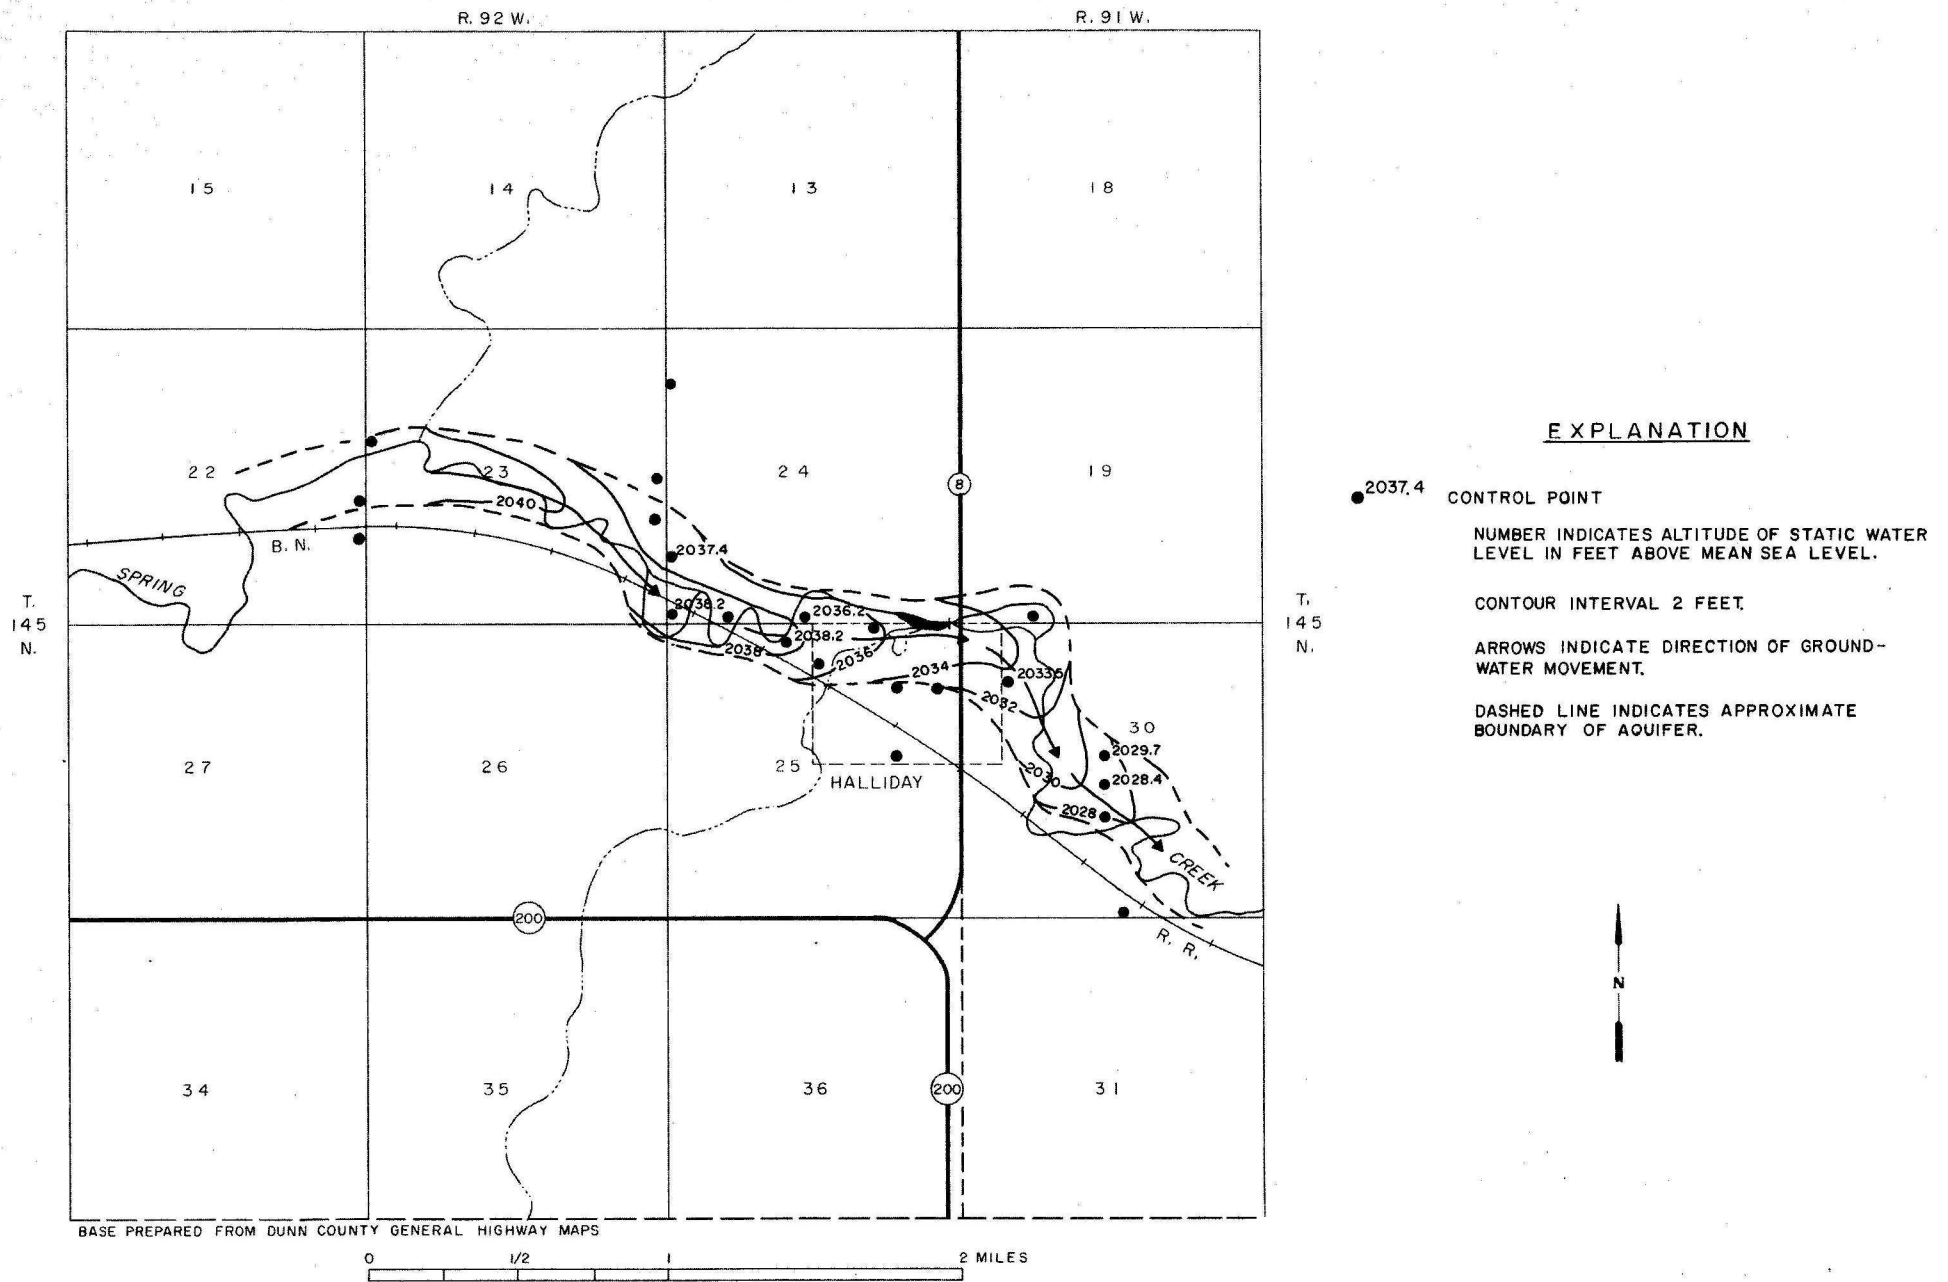 R. 92 W.
R. 91 W.
15
14
13
18
22
23
24
19
8
2040
B. N.
SPRING
2037.4
2038.2
2036.2
2038.2
2038
2036
2034
2033.5
2032
T.
145
N.
T.
145
N.
30
2029.7
2030
2028.4
2028
27
26
25
HALLIDAY
CREEK
200
R. R.
34
35
36
200
31
BASE PREPARED FROM DUNN COUNTY GENERAL HIGHWAY MAPS
0 1/2 1 2 MILES
EXPLANATION
2037.4 CONTROL POINT
NUMBER INDICATES ALTITUDE OF STATIC WATER
LEVEL IN FEET ABOVE MEAN SEA LEVEL.
CONTOUR INTERVAL 2 FEET.
ARROWS INDICATE DIRECTION OF GROUND-
WATER MOVEMENT.
DASHED LINE INDICATES APPROXIMATE
BOUNDARY OF AQUIFER.
N